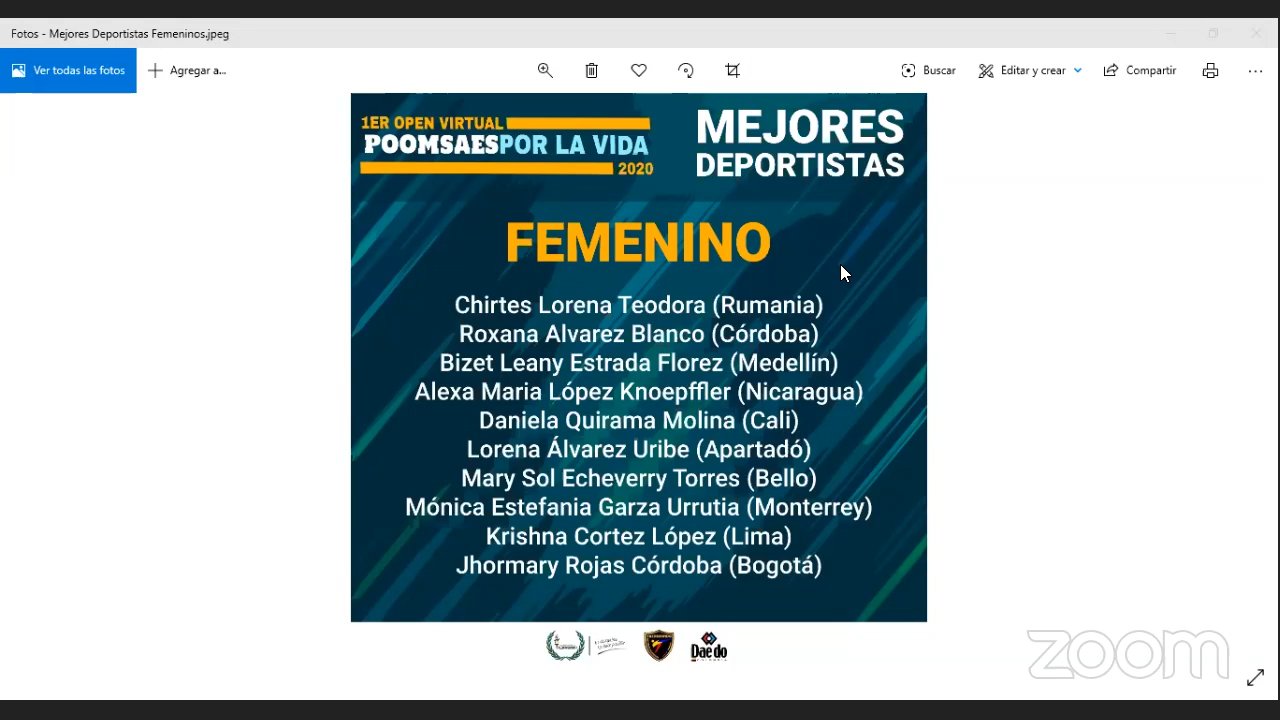 Fotos - Mejores Deportistas Femeninos.jpeg
Ver todas las fotos
Agregar a...
Buscar
Editar y crear
Compartir
1ER OPEN VIRTUAL
POOMSAES POR LA VIDA
2020
MEJORES
DEPORTISTAS
FEMENINO
Chirtes Lorena Teodora (Rumania)
Roxana Alvarez Blanco (Córdoba)
Bizet Leany Estrada Florez (Medellín)
Alexa Maria López Knoepffler (Nicaragua)
Daniela Quirama Molina (Cali)
Lorena Álvarez Uribe (Apartadó)
Mary Sol Echeverry Torres (Bello)
Mónica Estefania Garza Urrutia (Monterrey)
Krishna Cortez López (Lima)
Jhormary Rojas Córdoba (Bogotá)
Daedo
zoom